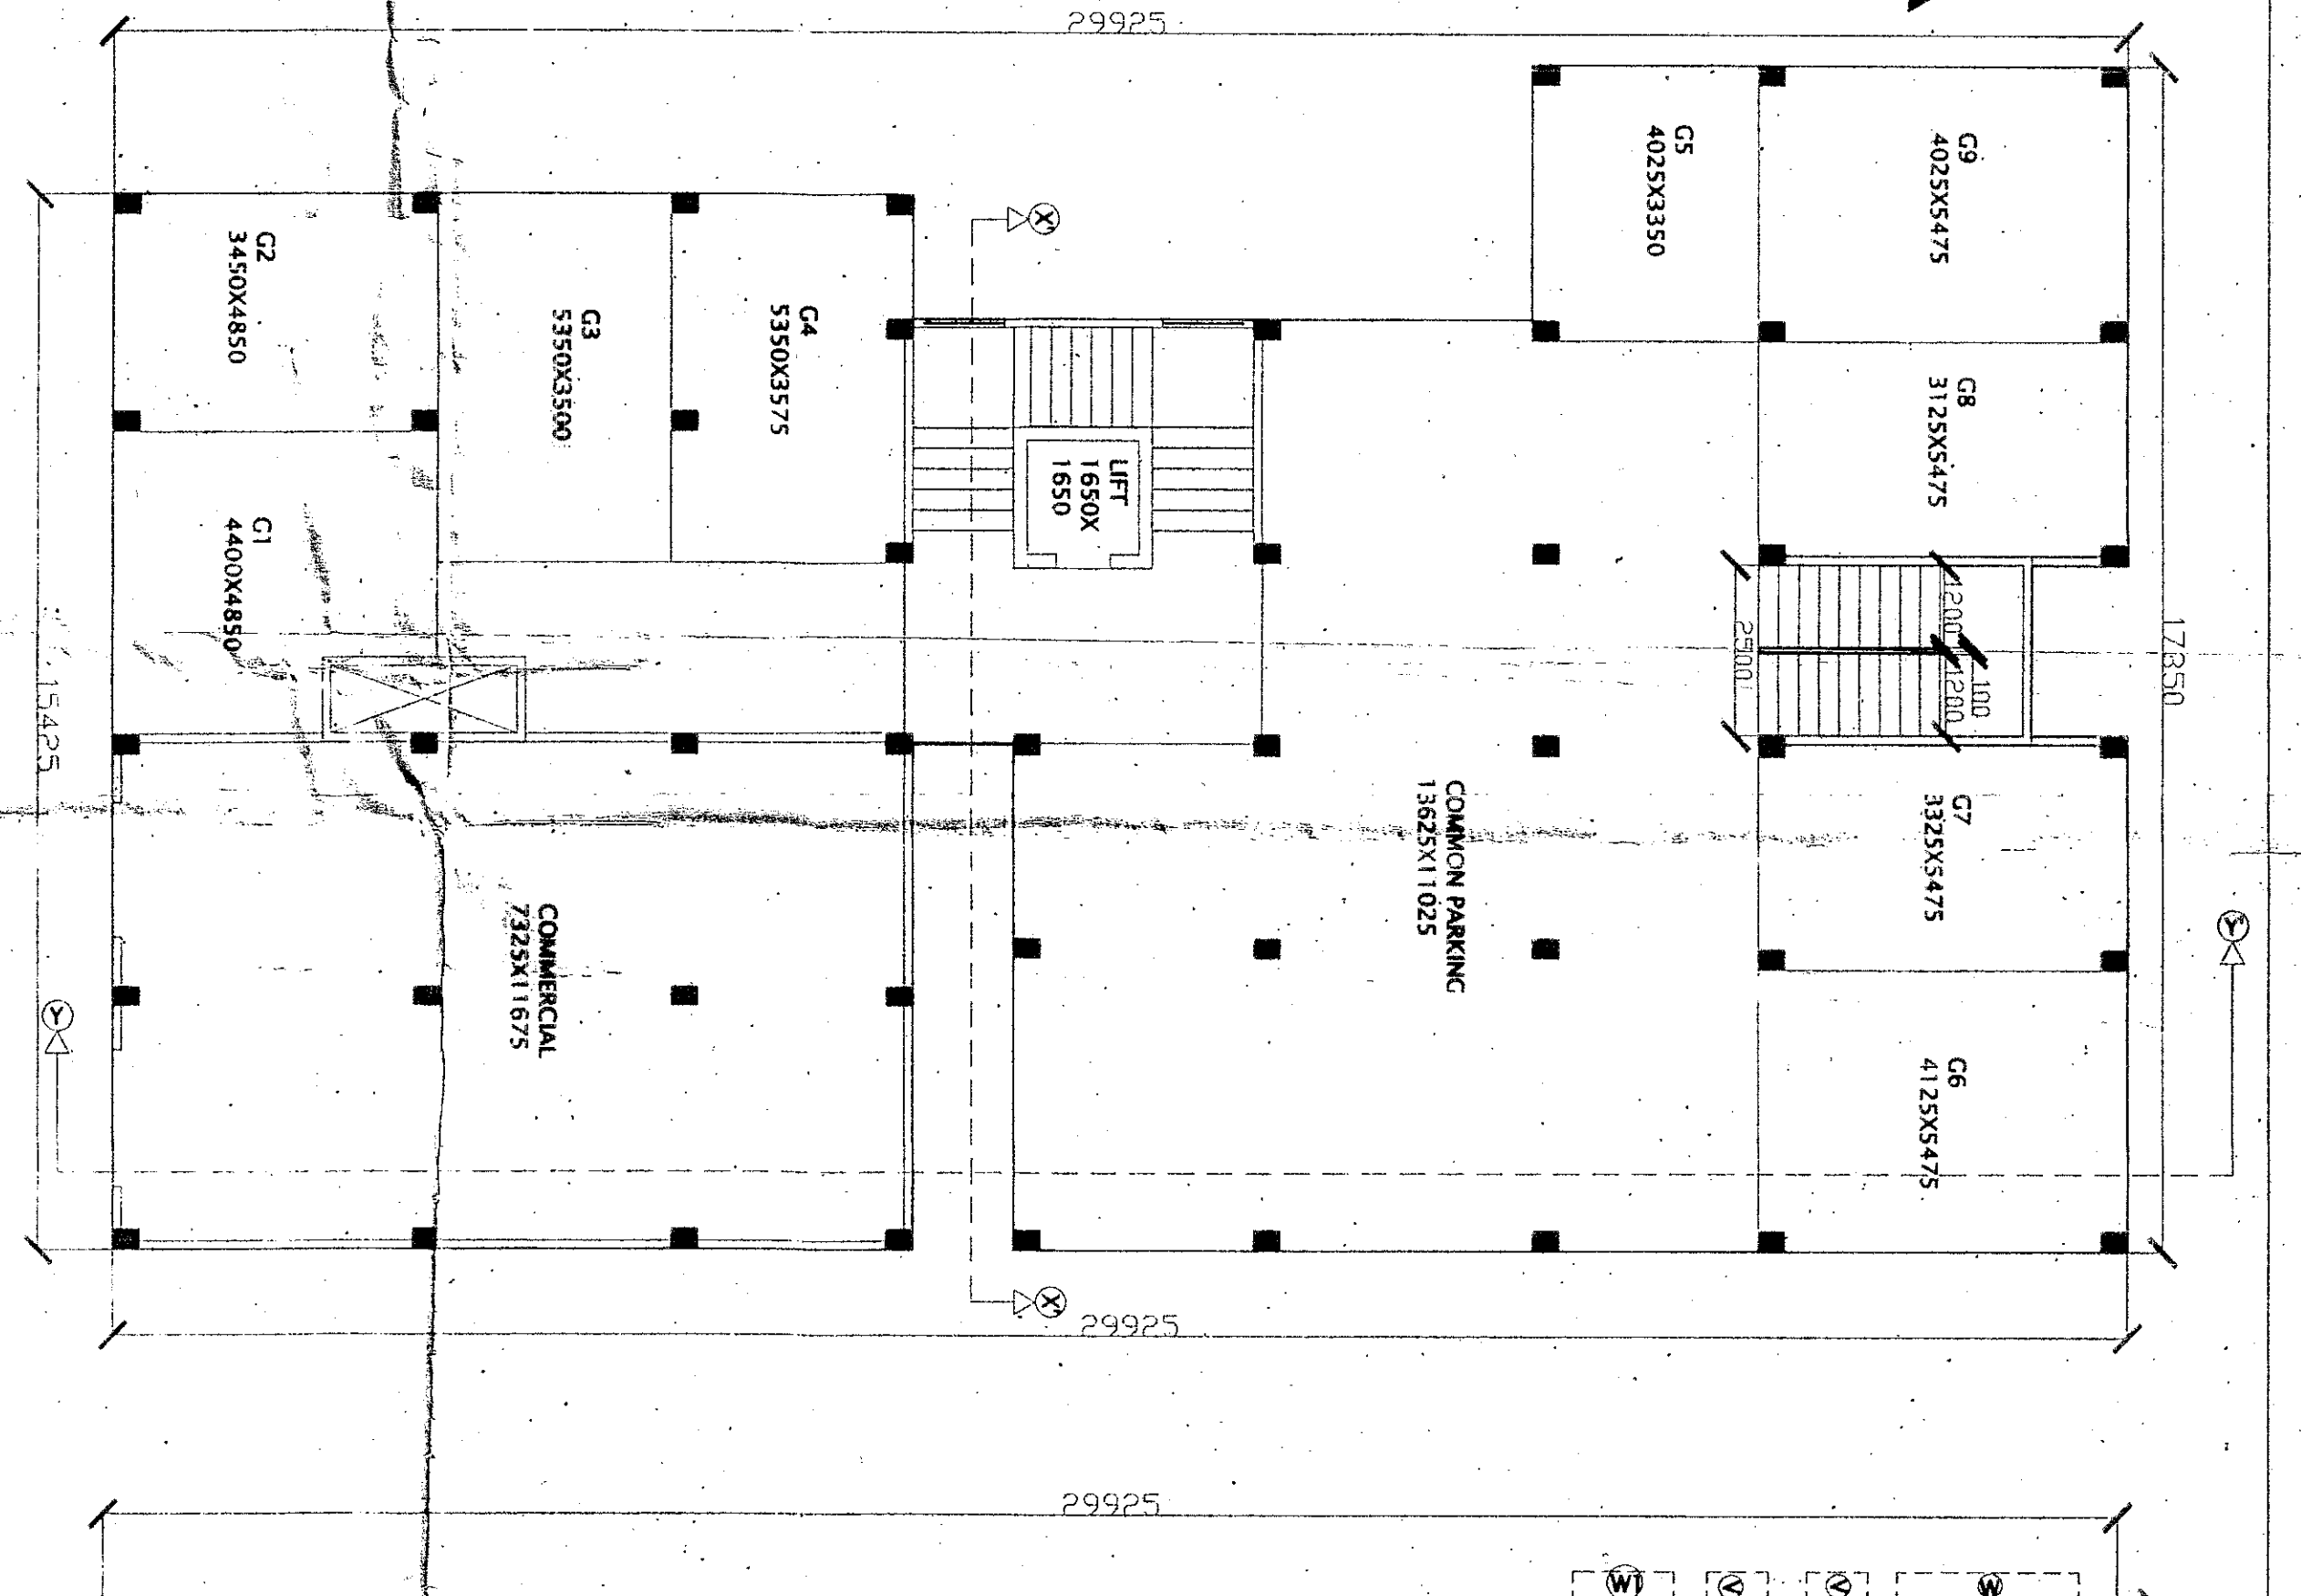 29925
G5
4025X3350
G9
4025X5475
G2
3450X4850
G3
5350X3500
G4
5350X3575
X'
G8
3125X5475
LIFT
1650X
1650
G1
4400X4850
1200
100
1200
2500
17850
15425
COMMON PARKING
13625X11025
G7
3325X5475
COMMERCIAL
7325X11675
G6
4125X5475
Y'
Y
X'
29925
29925
W1
V
V
W